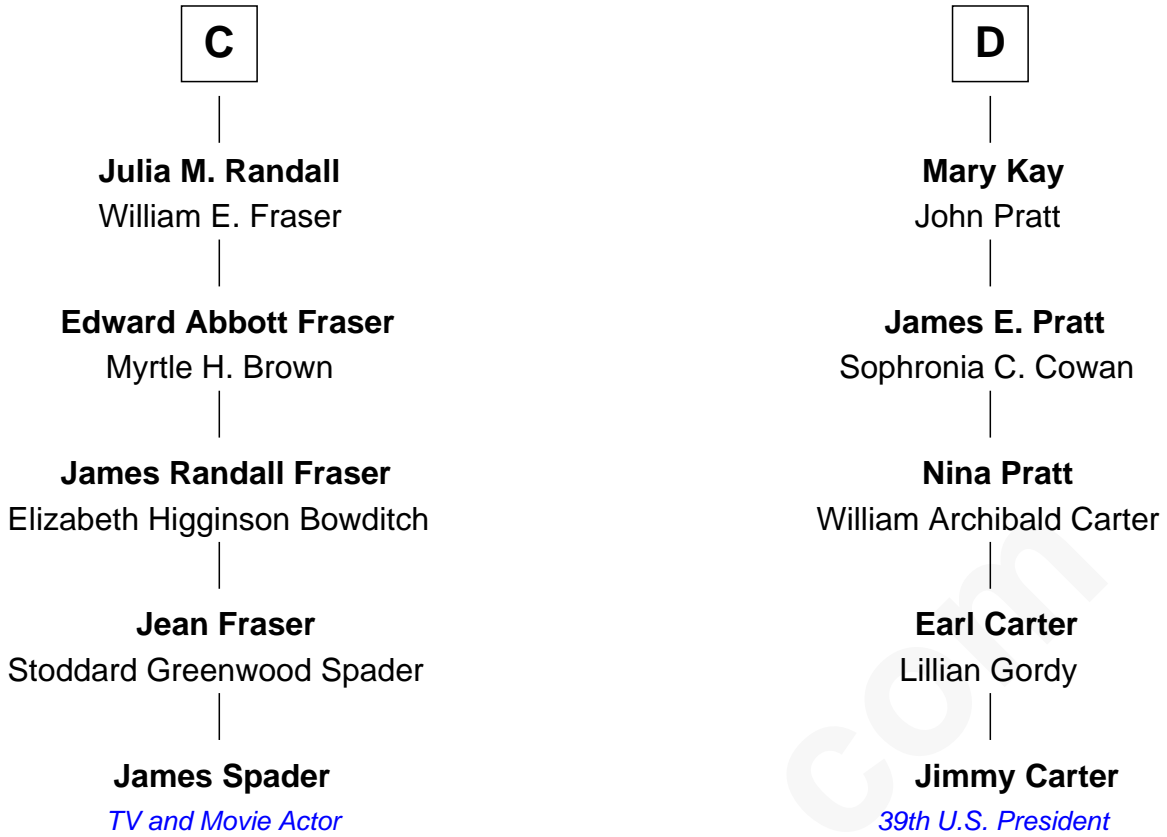 C
Julia M. Randall
William E. Fraser
Edward Abbott Fraser
Myrtle H. Brown
James Randall Fraser
Elizabeth Higginson Bowditch
Jean Fraser
Stoddard Greenwood Spader
James Spader
TV and Movie Actor
D
Mary Kay
John Pratt
James E. Pratt
Sophronia C. Cowan
Nina Pratt
William Archibald Carter
Earl Carter
Lillian Gordy
Jimmy Carter
39th U.S. President
com